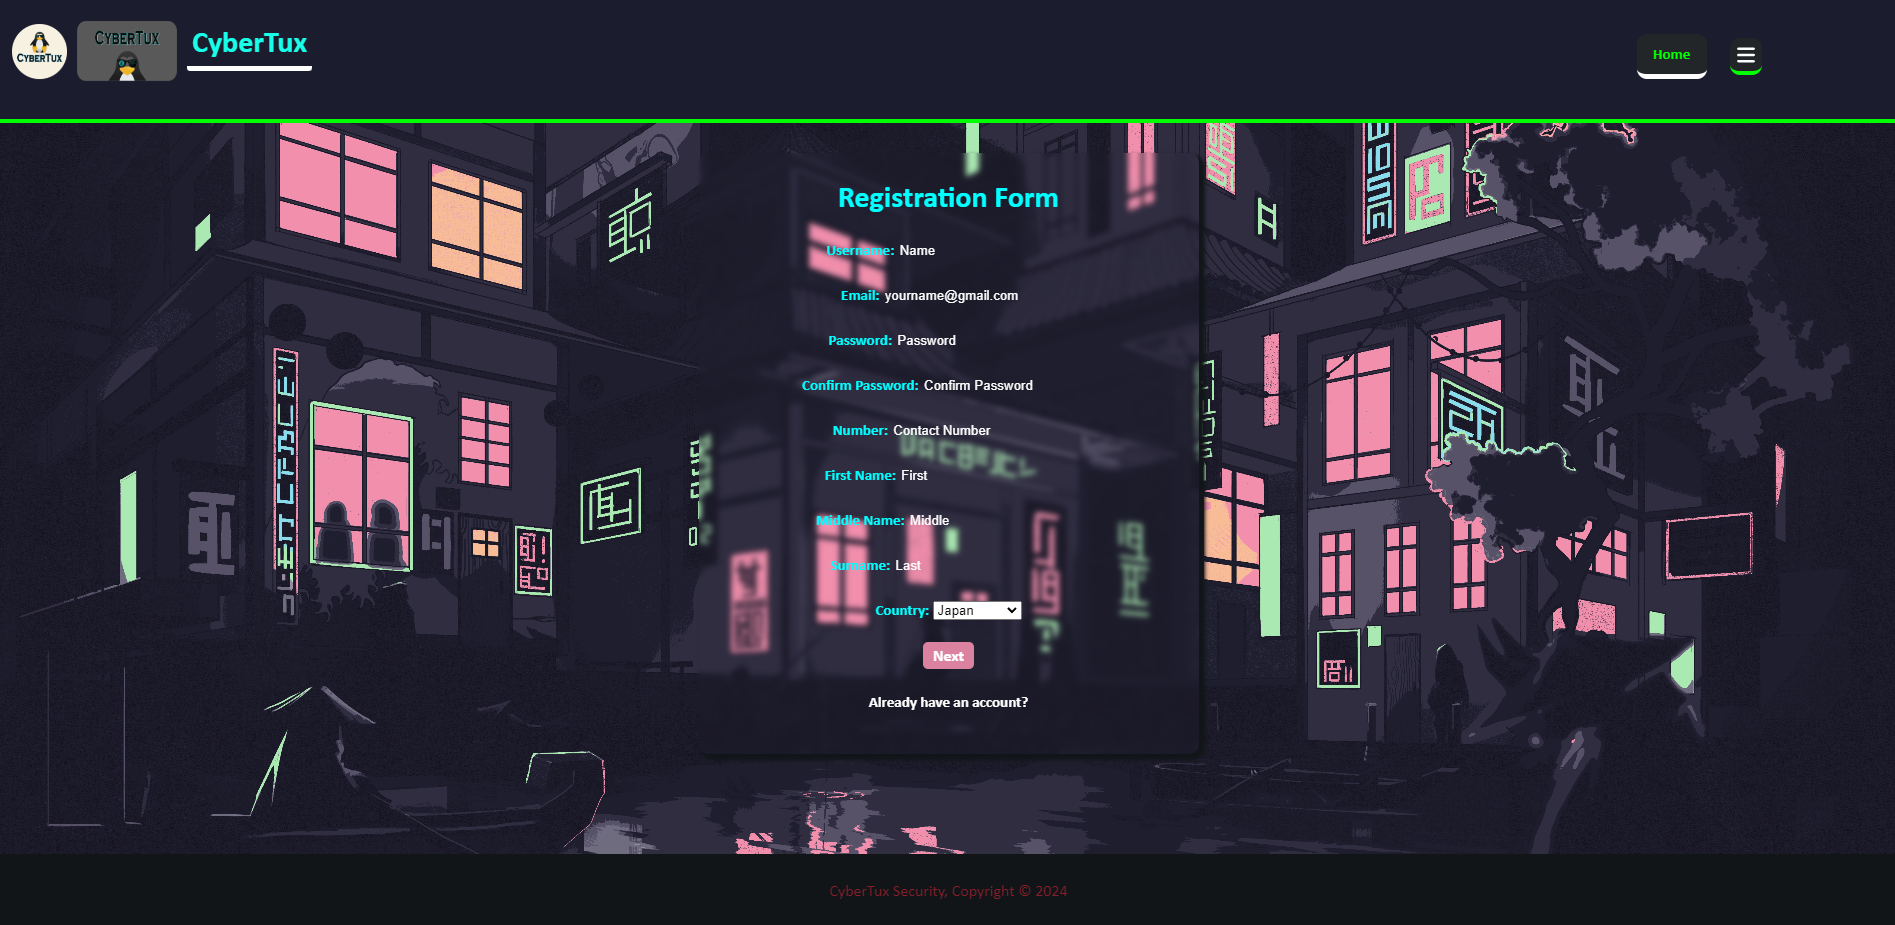 CYBERTUX
CYBERTUX
CyberTux
Home
Registration Form
Username: Name
Email: yourname@gmail.com
Password: Password
Confirm Password: Confirm Password
Number: Contact Number
First Name: First
Middle Name: Middle
Surname: Last
Country: Japan
Next
Already have an account?
CyberTux Security, Copyright © 2024